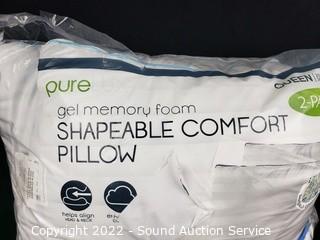 QUEEN
pure
2-PA
gel memory foam
SHAPEABLE COMFORT
PILLOW
helps align
HEAD & NECK
Copyright 2022 - Sound Auction Service